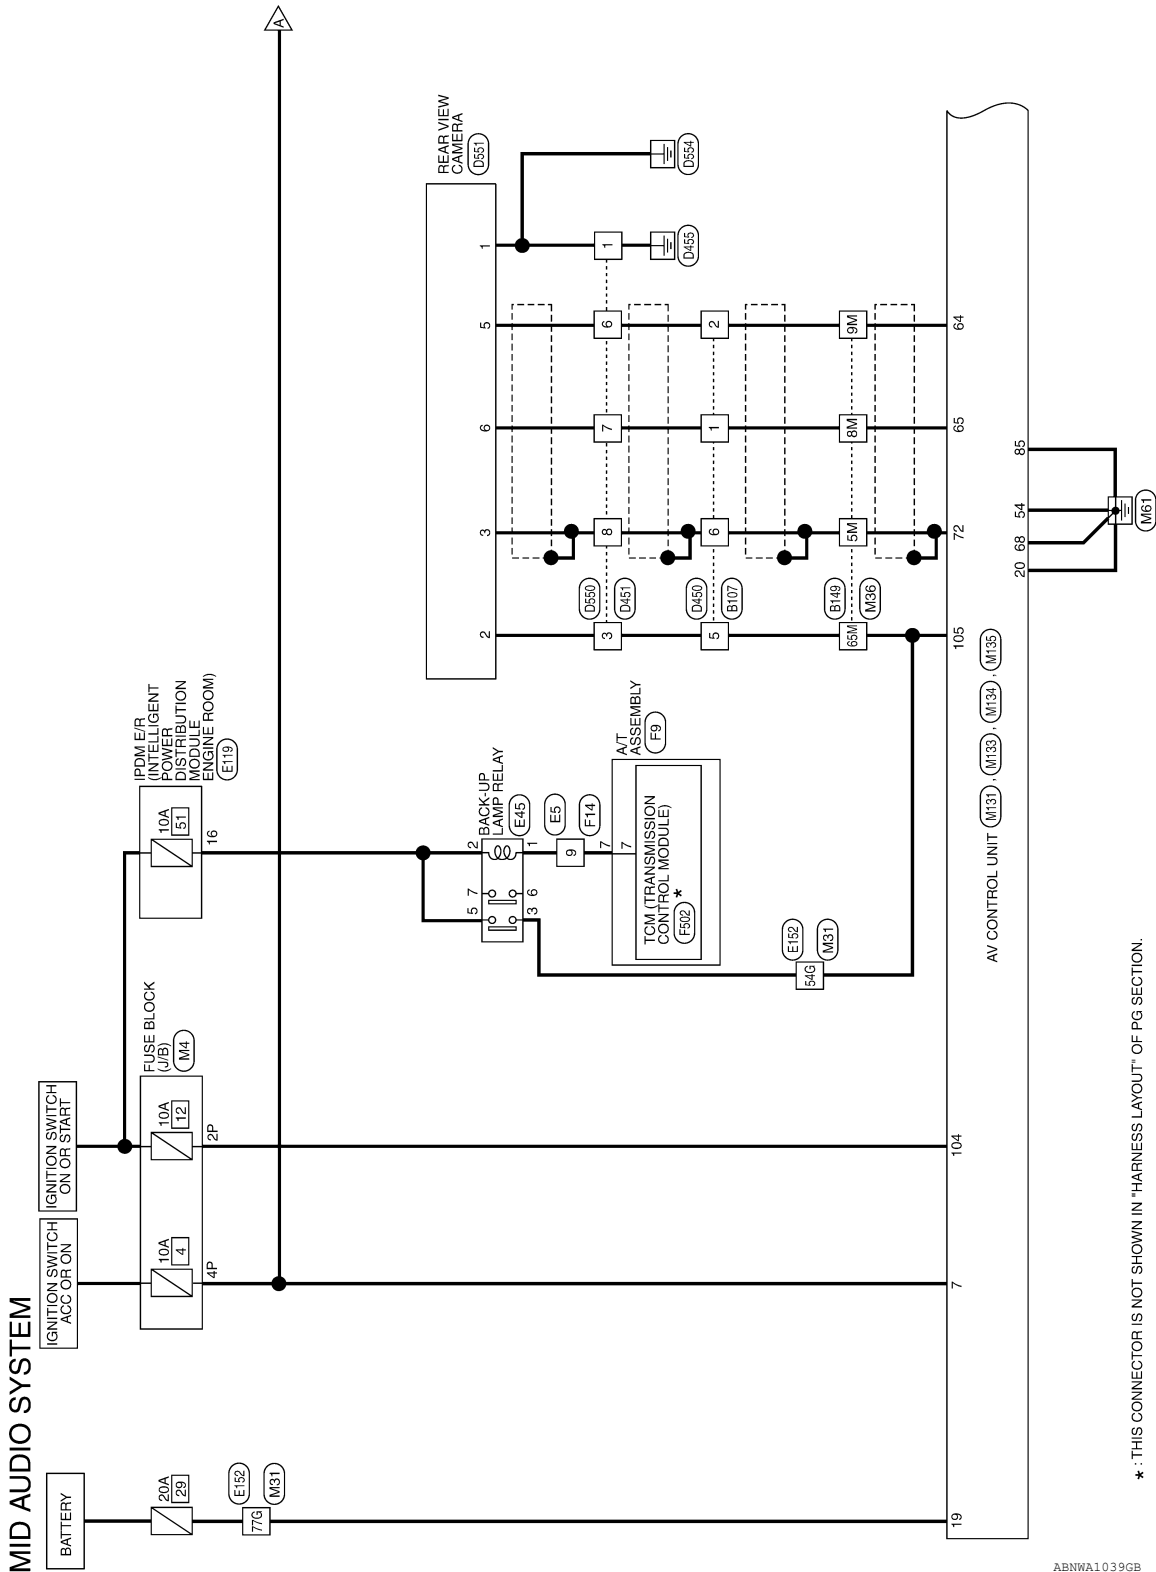 MID AUDIO SYSTEM
BATTERY
20A
29
77G
E152
M31
19
IGNITION SWITCH
ACC OR ON
10A
4
4P
7
IGNITION SWITCH
ON OR START
10A
12
2P
104
FUSE BLOCK
(J/B)
M4
10A
51
16
IPDM E/R
(INTELLIGENT
POWER
DISTRIBUTION
MODULE
ENGINE ROOM)
E119
A
5
7
2
3
6
1
BACK-UP
LAMP RELAY
E45
9
E5
F14
7
7
A/T
ASSEMBLY
F9
TCM (TRANSMISSION
CONTROL MODULE)
F502
*
54G
E152
M31
REAR VIEW
CAMERA
D551
2
3
6
5
1
3
D550
D451
8
7
6
1
D455
D554
5
D450
B107
6
1
2
65M
B149
M36
5M
8M
9M
105
72
65
64
AV CONTROL UNIT M131 , M133 , M134 , M135
20
68
54
85
M61
* : THIS CONNECTOR IS NOT SHOWN IN "HARNESS LAYOUT" OF PG SECTION.
ABNWA1039GB